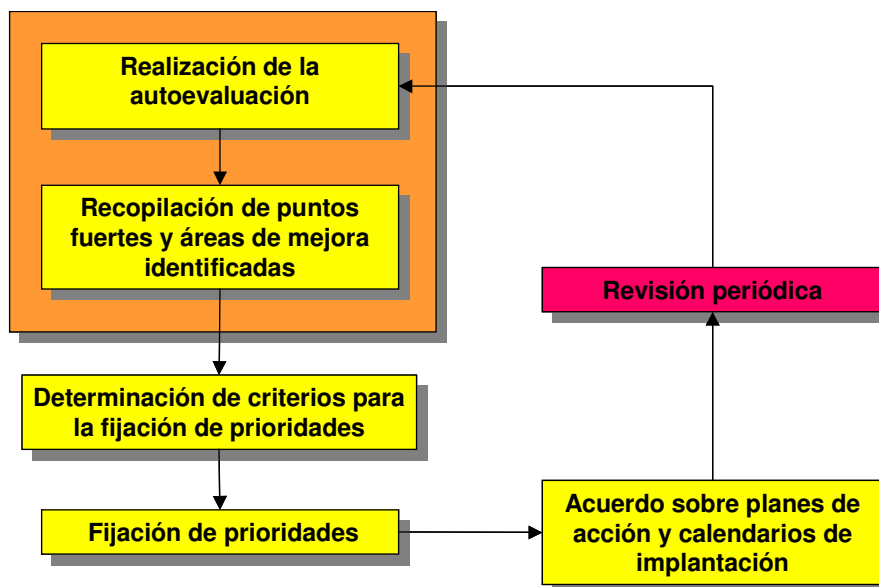 Realización de la
autoevaluación
Recopilación de puntos
fuertes y áreas de mejora
identificadas
Revisión periódica
Determinación de criterios para
la fijación de prioridades
Fijación de prioridades
Acuerdo sobre planes de
acción y calendarios de
implantación